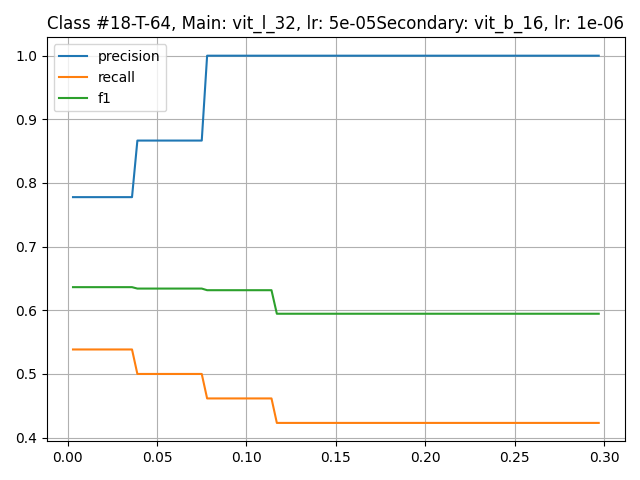 Class #18-T-64, Main: vit_l_32, lr: 5e-05Secondary: vit_b_16, lr: 1e-06
precision
recall
f1
1.0
0.9
0.8
0.7
0.6
0.5
0.4
0.00 0.05 0.10 0.15 0.20 0.25 0.30